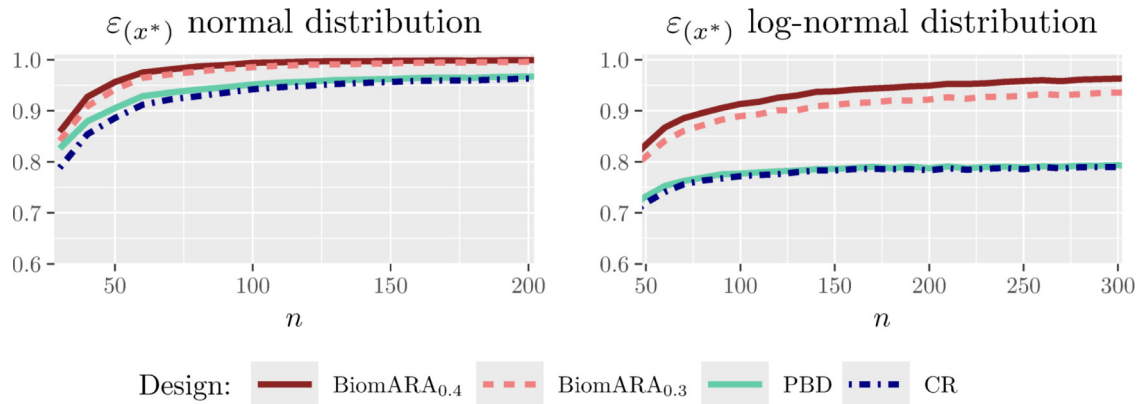 ε(x*) normal distribution
1.0
0.9
0.8
0.7
0.6
50 100 150 200
n
ε(x*) log-normal distribution
1.0
0.9
0.8
0.7
0.6
50 100 150 200 250 300
n
Design: BiomARA0.4 BiomARA0.3 PBD CR